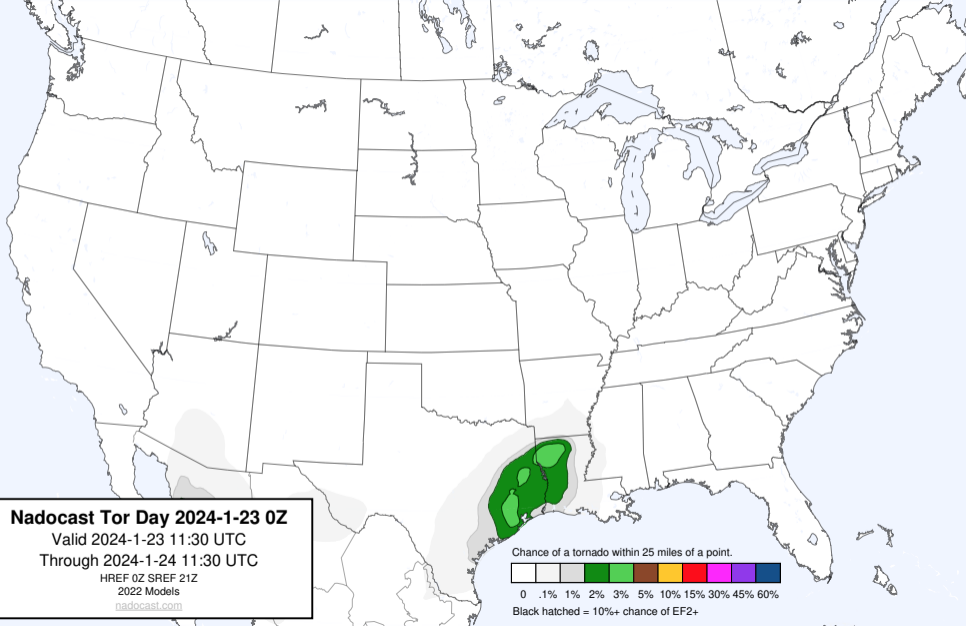 Nadocast Tor Day 2024-1-23 0Z
Valid 2024-1-23 11:30 UTC
Through 2024-1-24 11:30 UTC
HREF 0Z SREF 21Z
2022 Models
nadocast.com
Chance of a tornado within 25 miles of a point.
0 .1% 1% 2% 3% 5% 10% 15% 30% 45% 60%
Black hatched = 10%+ chance of EF2+